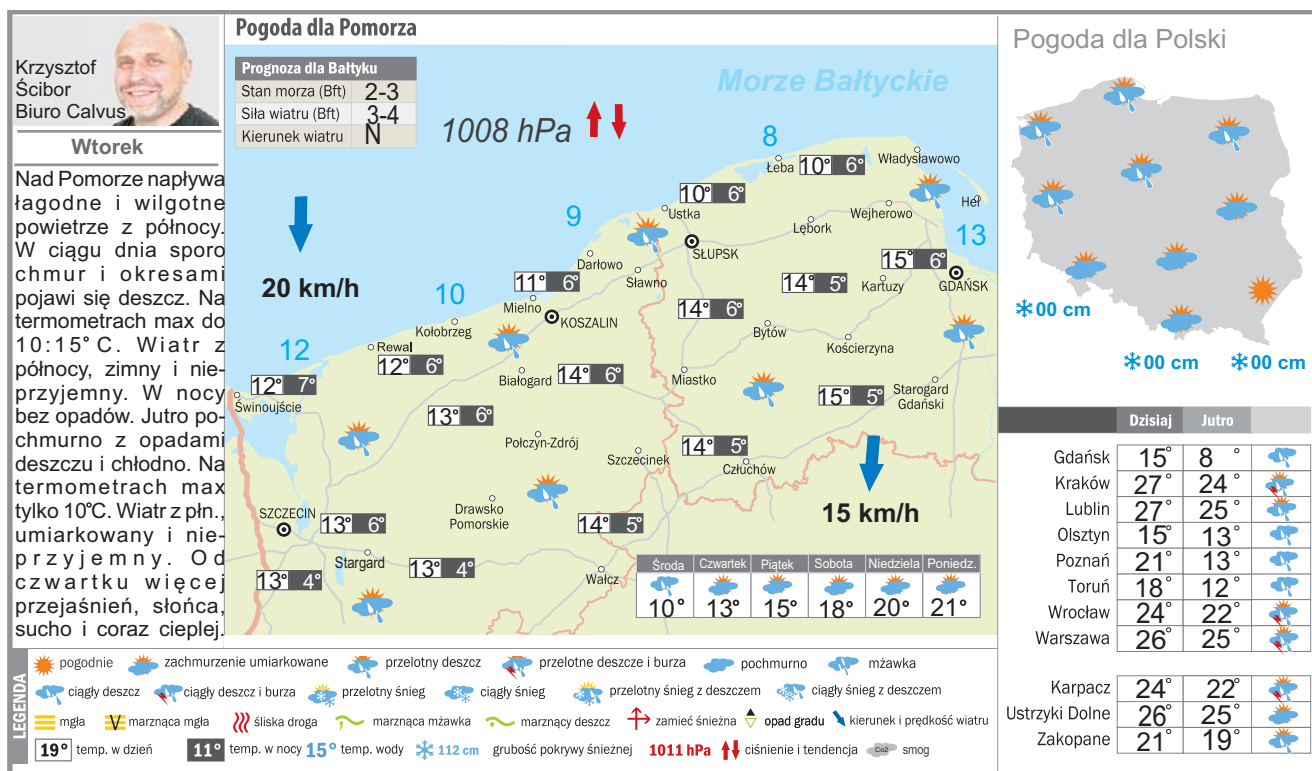 Krzysztof
Ścibor
Biuro Calvus
Wtorek
Nad Pomorze napływa
łagodne i wilgotne
powietrze z północy.
W ciągu dnia sporo
chmur i okresami
pojawi się deszcz. Na
termometrach max do
10:15°C. Wiatr z
północy, zimny i nie-
przyjemny. W nocy
bez opadów. Jutro po-
chmurno z opadami
deszczu i chłodno. Na
termometrach max
tylko 10°C. Wiatr z płn.,
umiarkowany i nie-
przyjemny. Od
czwartku więcej
przejaśnień, słońca,
sucho i coraz cieplej.
Pogoda dla Pomorza
Prognoza dla Bałtyku
Stan morza (Bft) 2-3
Siła wiatru (Bft) 3-4
Kierunek wiatru N
Morze Bałtyckie
1008 hPa
8
Łeba
10° 6°
Władysławowo
10° 6°
Ustka
Wejherowo
Hel
9
Lębork
13
SŁUPSK
15° 6°
GDAŃSK
Darłowo
11° 6°
Sławno
14° 5°
Kartuzy
20 km/h
10
Mielno
KOSZALIN
14° 6°
Kołobrzeg
Bytów
Kościerzyna
12
Rewal
12° 6°
Białogard
14° 6°
Miastko
12° 7°
Świnoujście
15° 5°
Starogard
Gdański
13° 6°
Połczyn-Zdrój
14° 5°
Szczecinek
Człuchów
Drawsko
Pomorskie
15 km/h
SZCZECIN
13° 6°
14° 5°
Stargard
13° 4°
13° 4°
Wałcz
Środa Czwartek Piątek Sobota Niedziela Poniedz.
10° 13° 15° 18° 20° 21°
Pogoda dla Polski
00 cm
00 cm 00 cm
Dzisiaj Jutro
Gdańsk 15° 8°
Kraków 27° 24°
Lublin 27° 25°
Olsztyn 15° 13°
Poznań 21° 13°
Toruń 18° 12°
Wrocław 24° 22°
Warszawa 26° 25°
Karpacz 24° 22°
Ustrzyki Dolne 26° 25°
Zakopane 21° 19°
LEGENDA
pogodnie zachmurzenie umiarkowane przelotny deszcz przelotne deszcze i burza pochmurno mżawka
ciągły deszcz ciągły deszcz i burza przelotny śnieg ciągły śnieg przelotny śnieg z deszczem ciągły śnieg z deszczem
mgła marznąca mgła śliska droga marznąca mżawka marznący deszcz zamieć śnieżna opad gradu kierunek i prędkość wiatru
19° temp. w dzień 11° temp. w nocy 15° temp. wody 112 cm grubość pokrywy śnieżnej 1011 hPa ciśnienie i tendencja Co2 smog